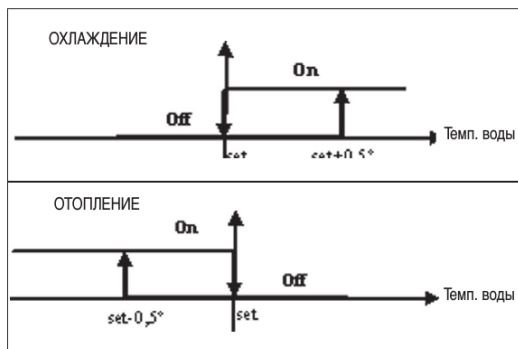 ОХЛАЖДЕНИЕ
On
Off
Темп. воды
set set+0,5°
ОТОПЛЕНИЕ
On
Off
Темп. воды
set-0,5° set